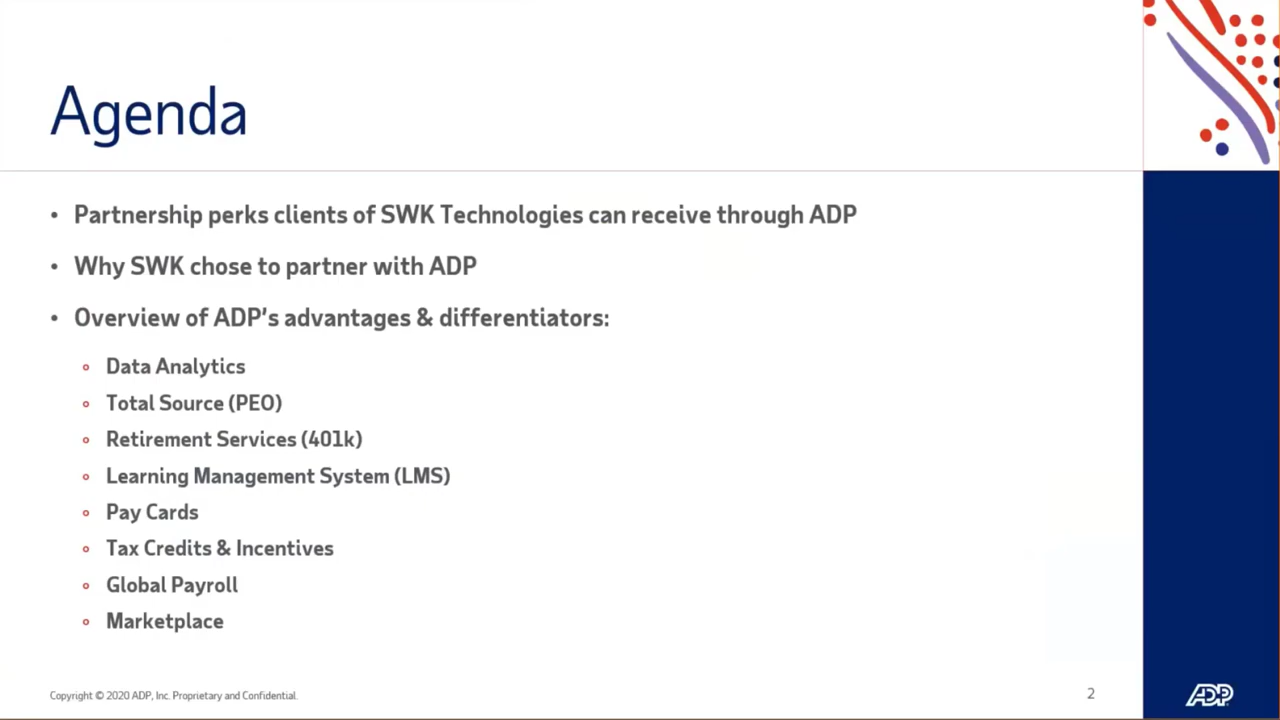 Agenda
• Partnership perks clients of SWK Technologies can receive through ADP
• Why SWK chose to partner with ADP
• Overview of ADP's advantages & differentiators:
◦ Data Analytics
◦ Total Source (PEO)
◦ Retirement Services (401k)
◦ Learning Management System (LMS)
◦ Pay Cards
◦ Tax Credits & Incentives
◦ Global Payroll
◦ Marketplace
Copyright © 2020 ADP, Inc. Proprietary and Confidential.
2
ADP